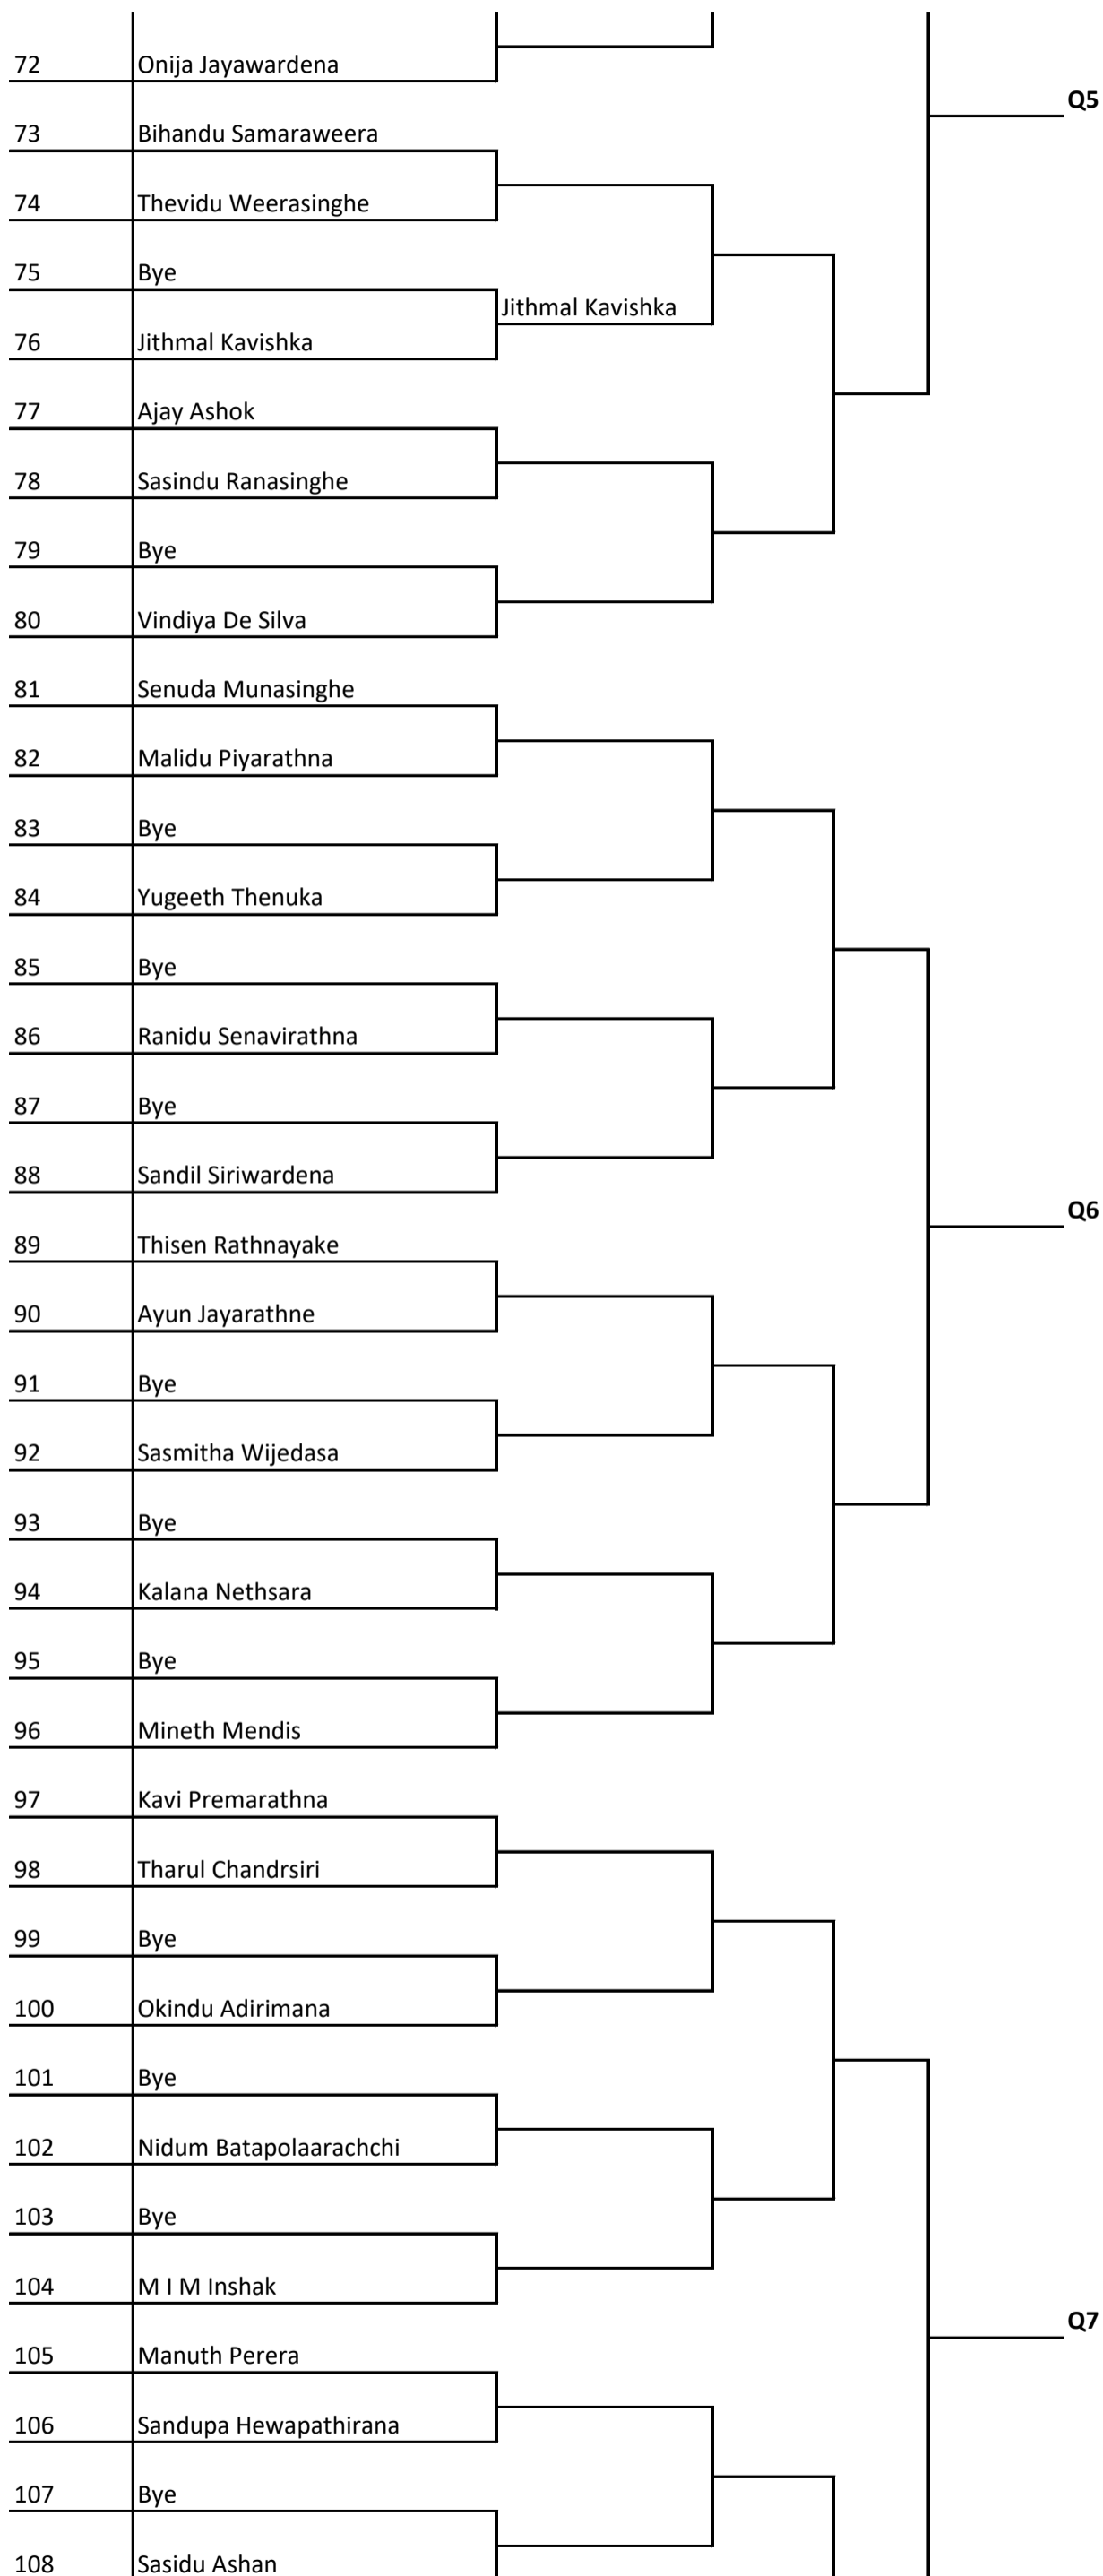 72 Onija Jayawardena
Q5
73 Bihandu Samaraweera
74 Thevidu Weerasinghe
75 Bye
Jithmal Kavishka
76 Jithmal Kavishka
77 Ajay Ashok
78 Sasindu Ranasinghe
79 Bye
80 Vindiya De Silva
81 Senuda Munasinghe
82 Malidu Piyarathna
83 Bye
84 Yugeeth Thenuka
85 Bye
86 Ranidu Senavirathna
87 Bye
88 Sandil Siriwardena
Q6
89 Thisen Rathnayake
90 Ayun Jayarathne
91 Bye
92 Sasmitha Wijedasa
93 Bye
94 Kalana Nethsara
95 Bye
96 Mineth Mendis
97 Kavi Premarathna
98 Tharul Chandrsiri
99 Bye
100 Okindu Adirimana
101 Bye
102 Nidum Batapolaarachchi
103 Bye
104 M I M Inshak
Q7
105 Manuth Perera
106 Sandupa Hewapathirana
107 Bye
108 Sasidu Ashan